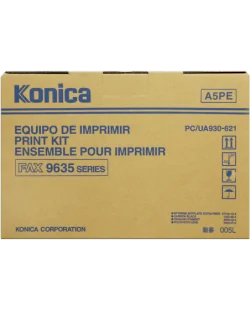 Konica
A5PE
EQUIPO DE IMPRIMIR
PC/UA930-621
PRINT KIT
ENSEMBLE POUR IMPRIMIR
FAX 9635 SERIES
KONICA CORPORATION
005L